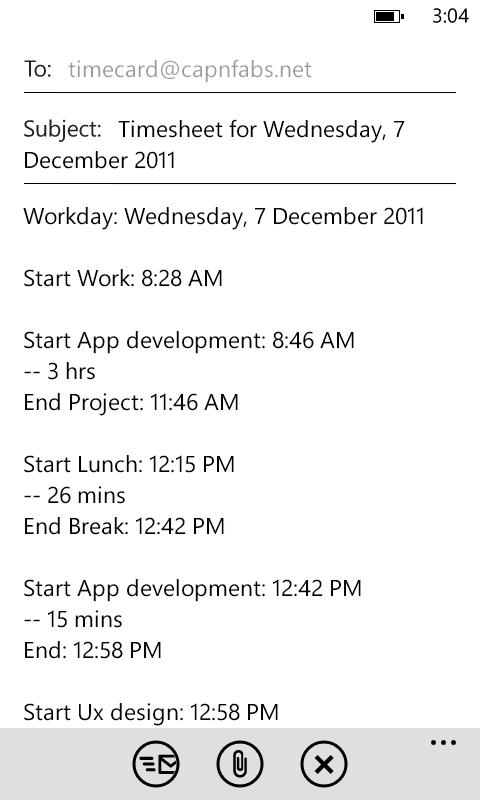 3:04
To: timecard@capnfabs.net
Subject: Timesheet for Wednesday, 7
December 2011
Workday: Wednesday, 7 December 2011
Start Work: 8:28 AM
Start App development: 8:46 AM
-- 3 hrs
End Project: 11:46 AM
Start Lunch: 12:15 PM
-- 26 mins
End Break: 12:42 PM
Start App development: 12:42 PM
-- 15 mins
End: 12:58 PM
Start Ux design: 12:58 PM